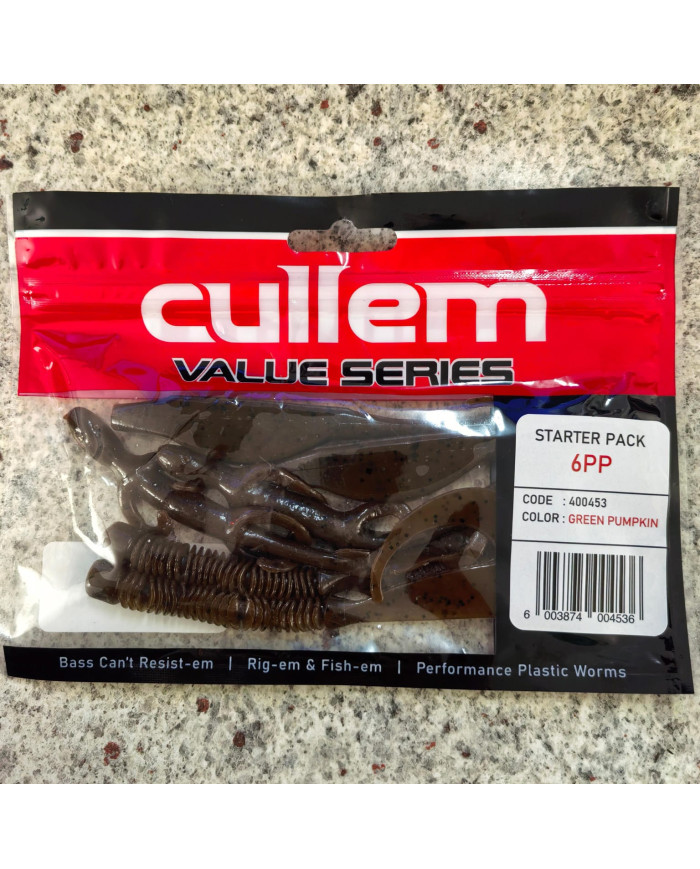 cullem
VALUE SERIES
STARTER PACK
6PP
CODE : 400453
COLOR : GREEN PUMPKIN
6 003874 004536
Bass Can't Resist-em | Rig-em & Fish-em | Performance Plastic Worms